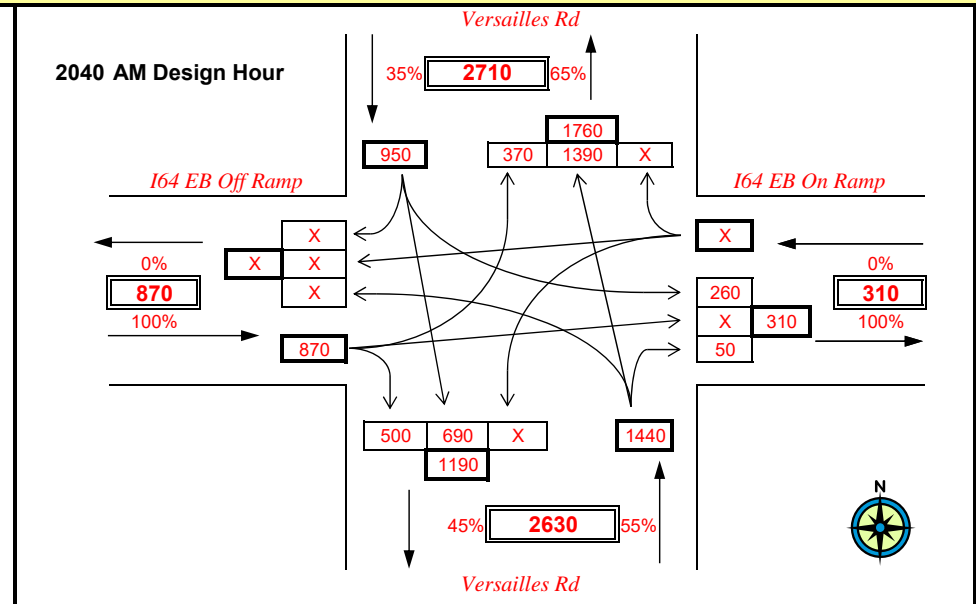 Versailles Rd
2040 AM Design Hour
35% 2710 65%
1760
950 370 1390 X
I64 EB Off Ramp I64 EB On Ramp
X X
0% X X 0%
870 X 260 310
100% X 310 100%
870 50
500 690 X 1440
1190
N
45% 2630 55%
Versailles Rd